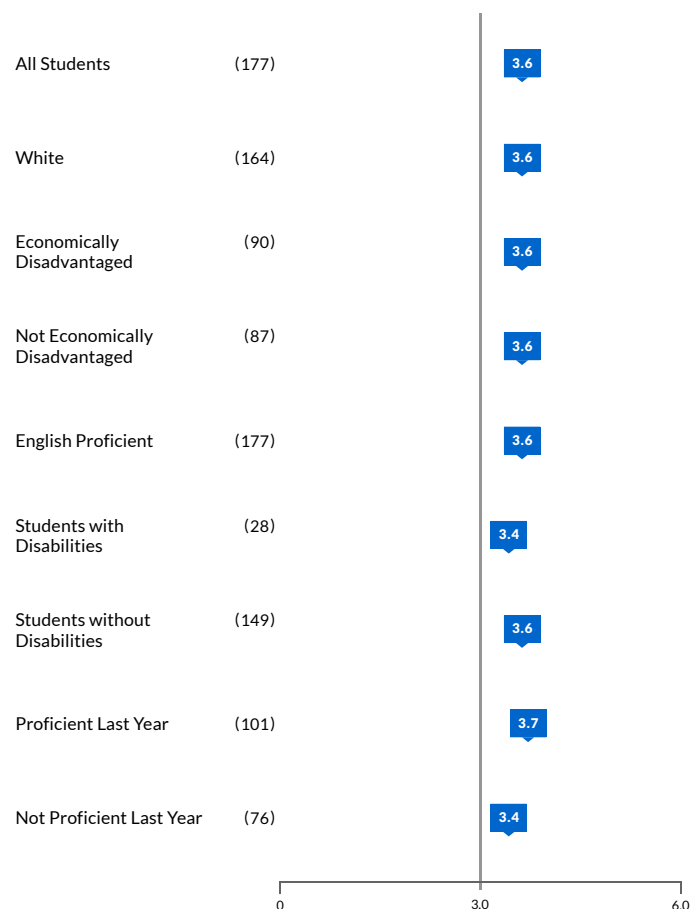 All Students (177) 3.6
White (164) 3.6
Economically (90)
Disadvantaged 3.6
Not Economically (87)
Disadvantaged 3.6
English Proficient (177) 3.6
Students with (28)
Disabilities 3.4
Students without (149)
Disabilities 3.6
Proficient Last Year (101) 3.7
Not Proficient Last Year (76) 3.4
0 3.0 6.0